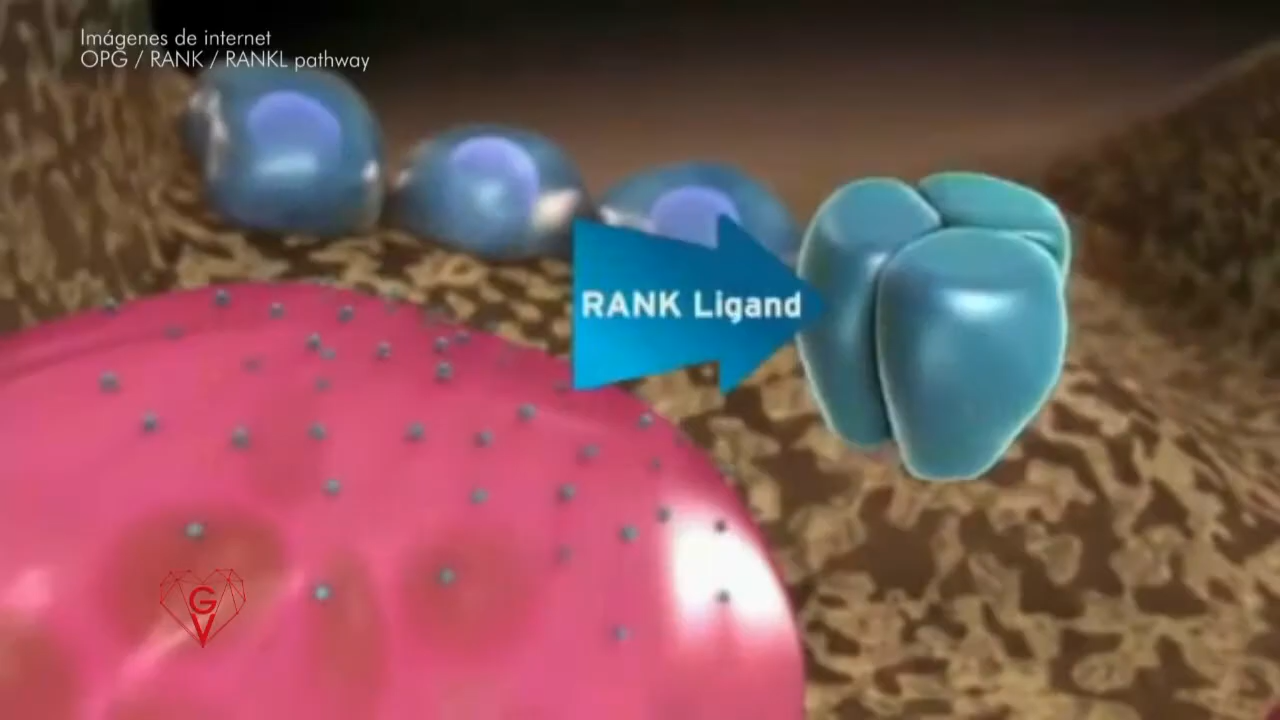 Imágenes de internet
OPG / RANK / RANKL pathway
RANK Ligand
G
V